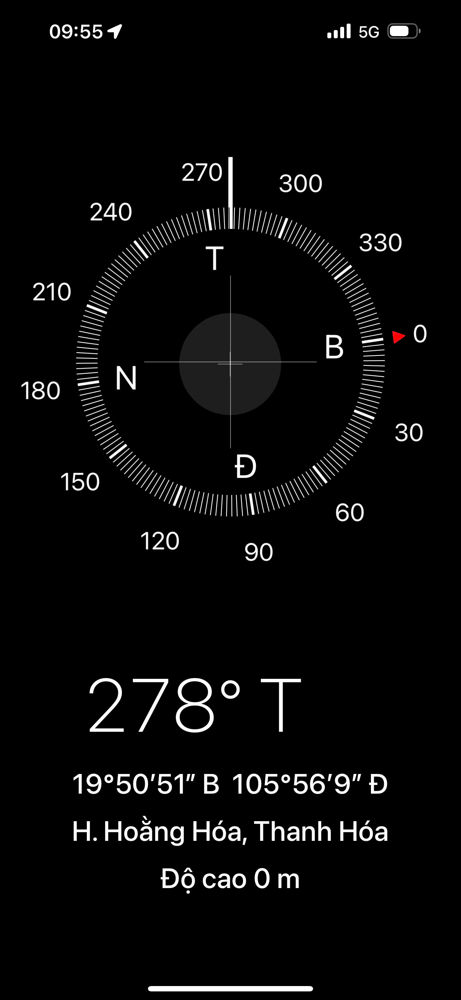 09:55 5G
270 300
240 330
210 T 0
B
N
180 30
150 Đ 60
120 90
278° T
19°50′51″ B 105°56′9″ Đ
H. Hoằng Hóa, Thanh Hóa
Độ cao 0 m